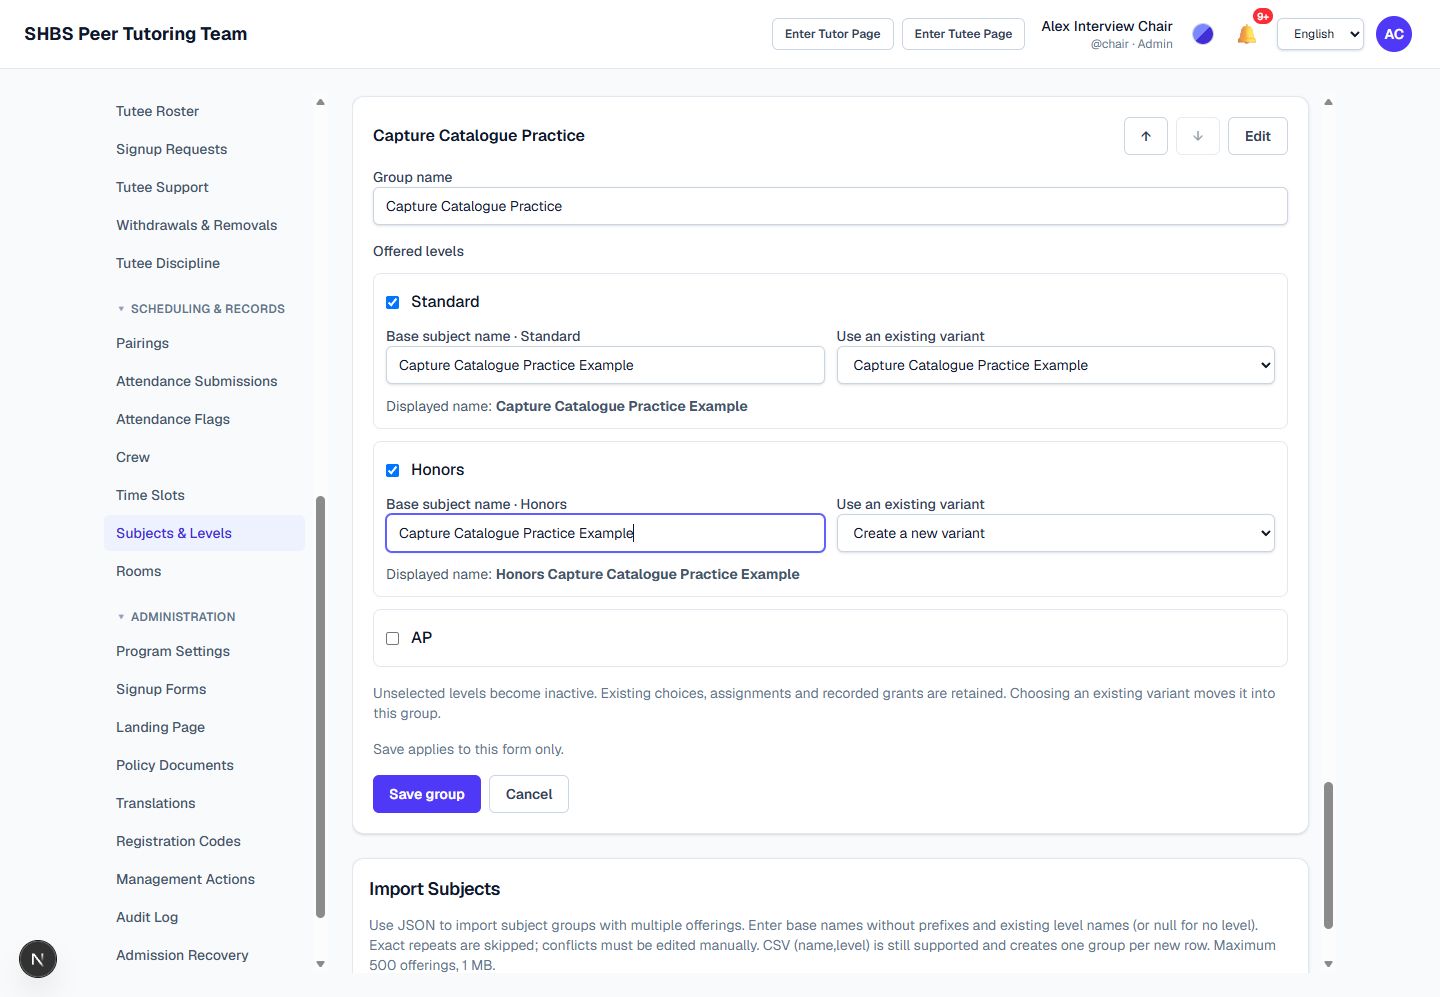 SHBS Peer Tutoring Team
Enter Tutor Page
Enter Tutee Page
Alex Interview Chair
@chair · Admin
9+
English
AC
Tutee Roster
Signup Requests
Tutee Support
Withdrawals & Removals
Tutee Discipline
SCHEDULING & RECORDS
Pairings
Attendance Submissions
Attendance Flags
Crew
Time Slots
Subjects & Levels
Rooms
ADMINISTRATION
Program Settings
Signup Forms
Landing Page
Policy Documents
Translations
Registration Codes
Management Actions
Audit Log
Admission Recovery
N
Capture Catalogue Practice
↑
↓
Edit
Group name
Capture Catalogue Practice
Offered levels
Standard
Base subject name · Standard
Use an existing variant
Capture Catalogue Practice Example
Capture Catalogue Practice Example
Displayed name: Capture Catalogue Practice Example
Honors
Base subject name · Honors
Use an existing variant
Capture Catalogue Practice Example
Create a new variant
Displayed name: Honors Capture Catalogue Practice Example
AP
Unselected levels become inactive. Existing choices, assignments and recorded grants are retained. Choosing an existing variant moves it into
this group.
Save applies to this form only.
Save group
Cancel
Import Subjects
Use JSON to import subject groups with multiple offerings. Enter base names without prefixes and existing level names (or null for no level).
Exact repeats are skipped; conflicts must be edited manually. CSV (name,level) is still supported and creates one group per new row. Maximum
500 offerings, 1 MB.